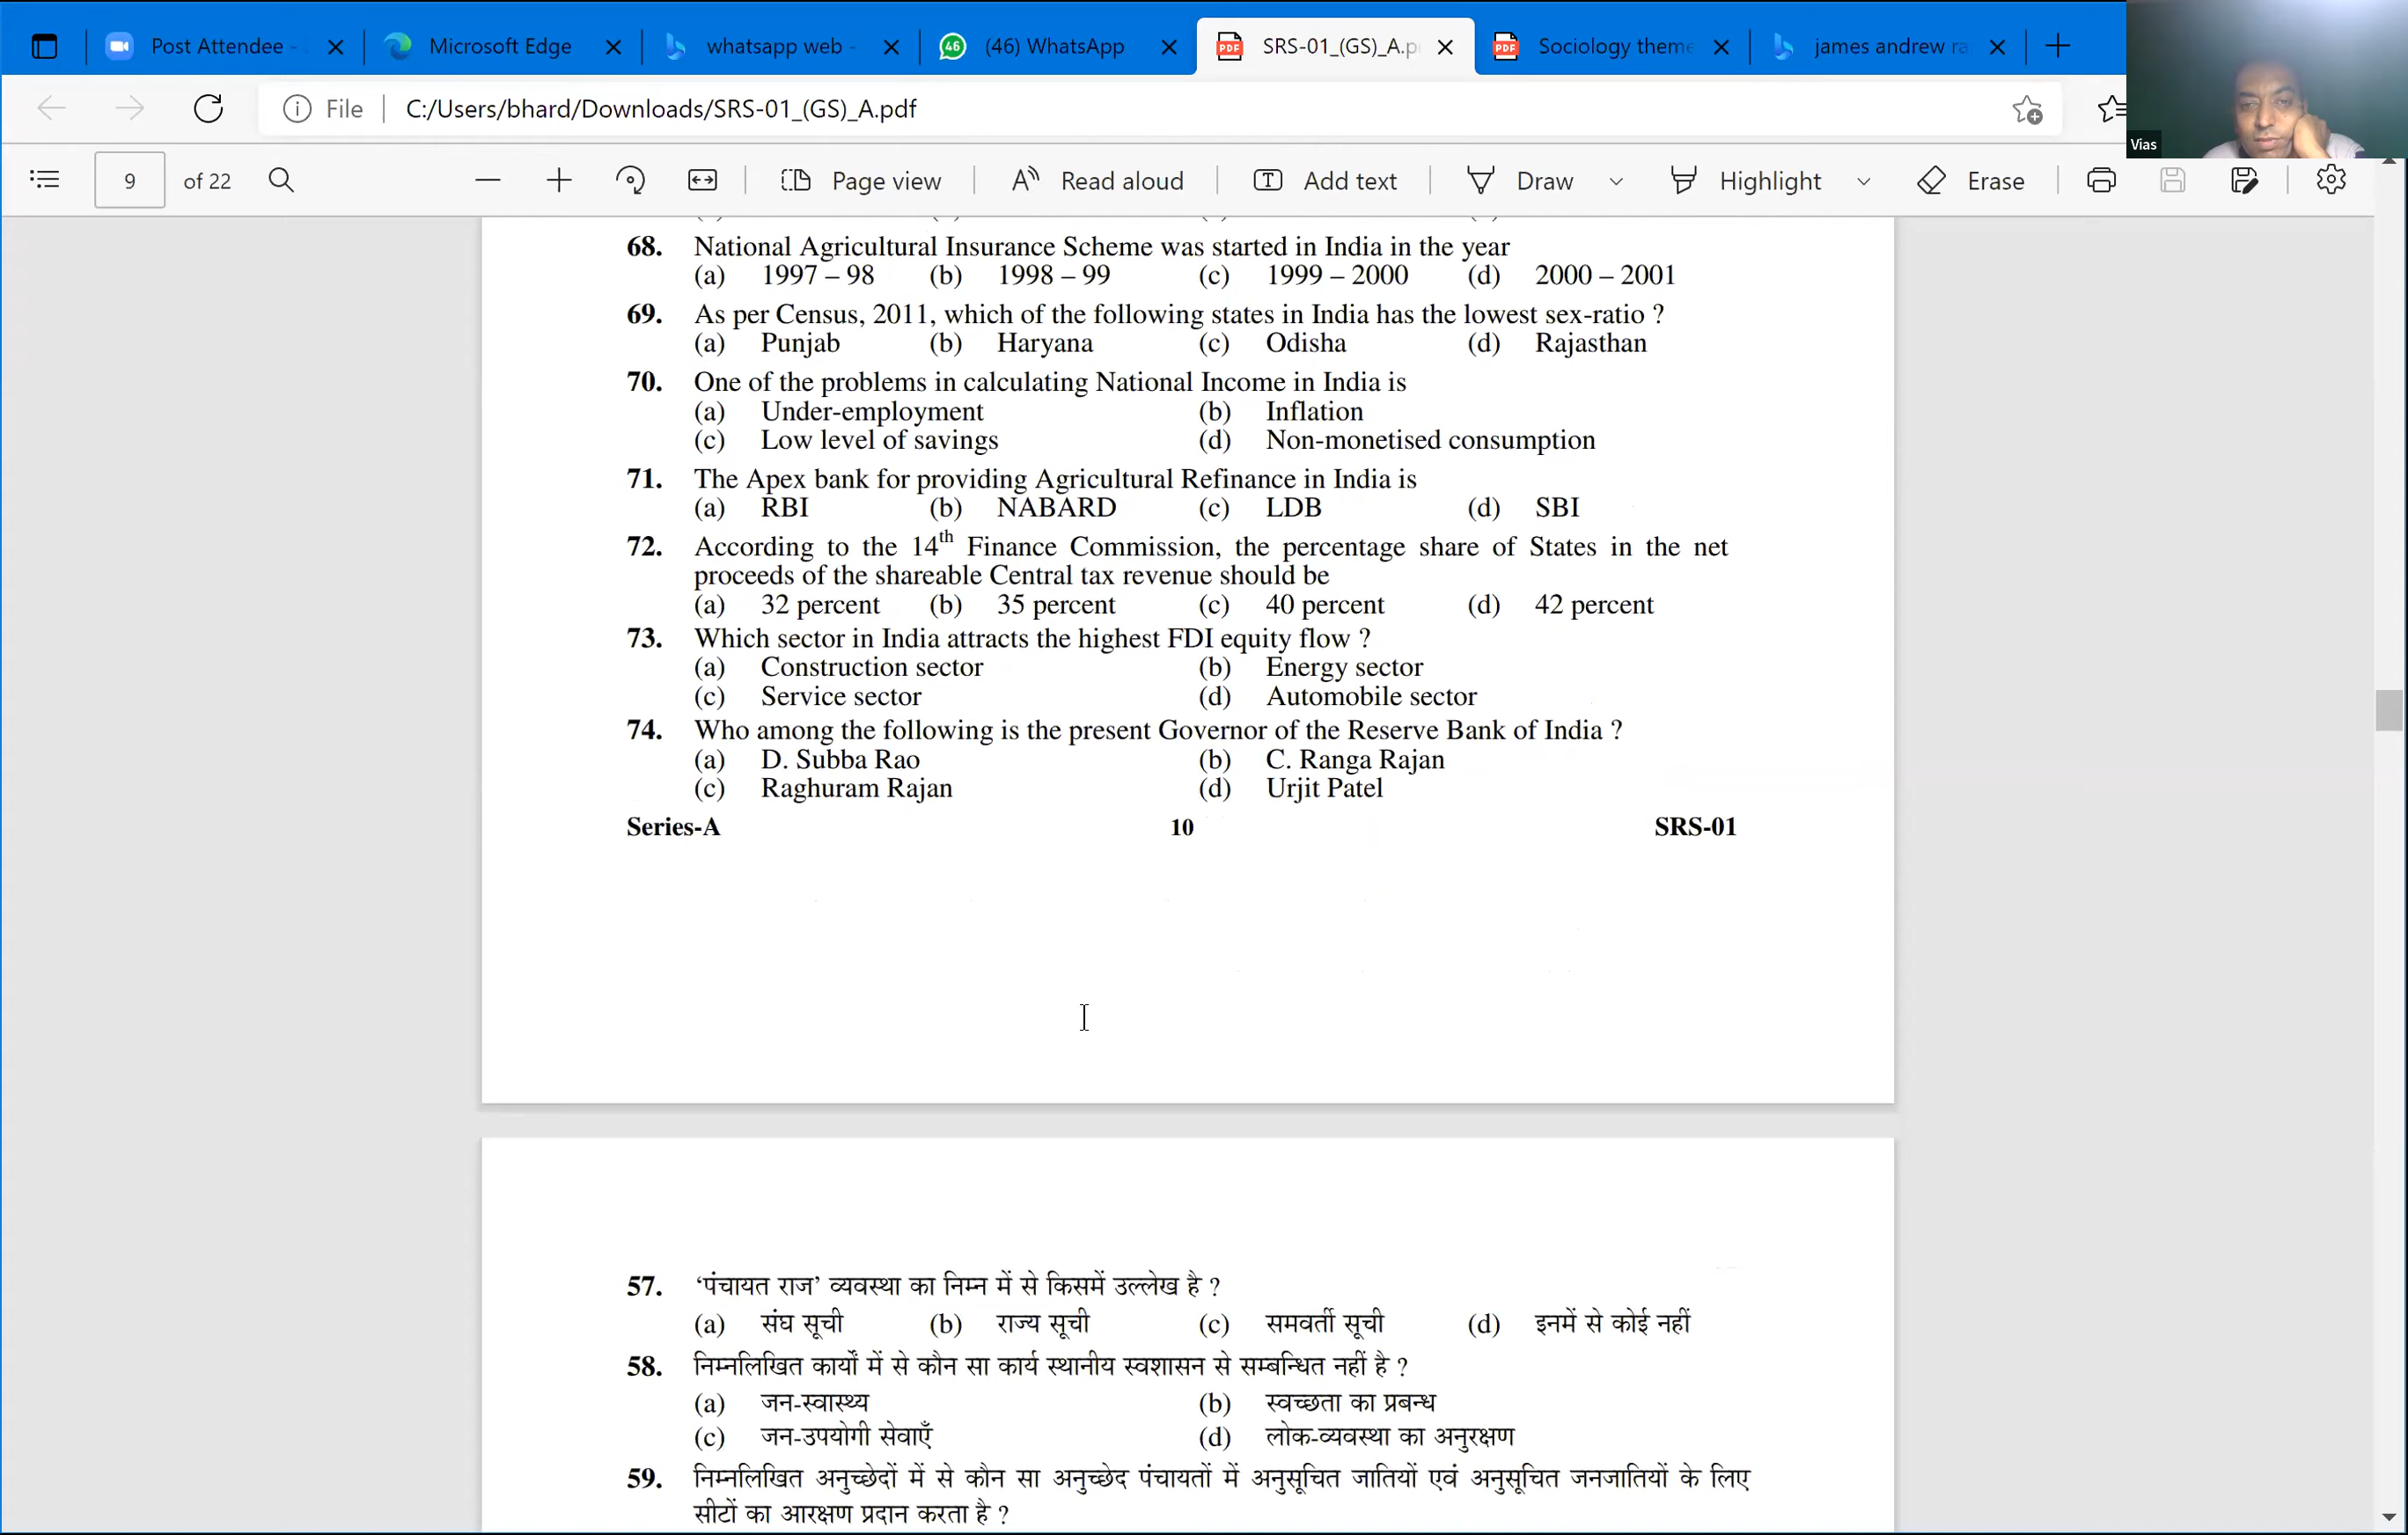 Post Attendee -
Microsoft Edge
whatsapp web -
46
(46) WhatsApp
PDF
SRS-01_(GS)_A.p
PDF
Sociology theme
james andrew ra
File
C:/Users/bhard/Downloads/SRS-01_(GS)_A.pdf
Vias
9
of 22
Page view
Read aloud
Add text
Draw
Highlight
Erase
68. National Agricultural Insurance Scheme was started in India in the year
(a) 1997 – 98 (b) 1998 – 99 (c) 1999 – 2000 (d) 2000 – 2001
69. As per Census, 2011, which of the following states in India has the lowest sex-ratio ?
(a) Punjab (b) Haryana (c) Odisha (d) Rajasthan
70. One of the problems in calculating National Income in India is
(a) Under-employment (b) Inflation
(c) Low level of savings (d) Non-monetised consumption
71. The Apex bank for providing Agricultural Refinance in India is
(a) RBI (b) NABARD (c) LDB (d) SBI
72. According to the 14th Finance Commission, the percentage share of States in the net
proceeds of the shareable Central tax revenue should be
(a) 32 percent (b) 35 percent (c) 40 percent (d) 42 percent
73. Which sector in India attracts the highest FDI equity flow ?
(a) Construction sector (b) Energy sector
(c) Service sector (d) Automobile sector
74. Who among the following is the present Governor of the Reserve Bank of India ?
(a) D. Subba Rao (b) C. Ranga Rajan
(c) Raghuram Rajan (d) Urjit Patel
Series-A 10 SRS-01
57. ‘पंचायत राज’ व्यवस्था का निम्न में से किसमें उल्लेख है ?
(a) संघ सूची (b) राज्य सूची (c) समवर्ती सूची (d) इनमें से कोई नहीं
58. निम्नलिखित कार्यों में से कौन सा कार्य स्थानीय स्वशासन से सम्बन्धित नहीं है ?
(a) जन-स्वास्थ्य (b) स्वच्छता का प्रबन्ध
(c) जन-उपयोगी सेवाएँ (d) लोक-व्यवस्था का अनुरक्षण
59. निम्नलिखित अनुच्छेदों में से कौन सा अनुच्छेद पंचायतों में अनुसूचित जातियों एवं अनुसूचित जनजातियों के लिए
सीटों का आरक्षण प्रदान करता है ?